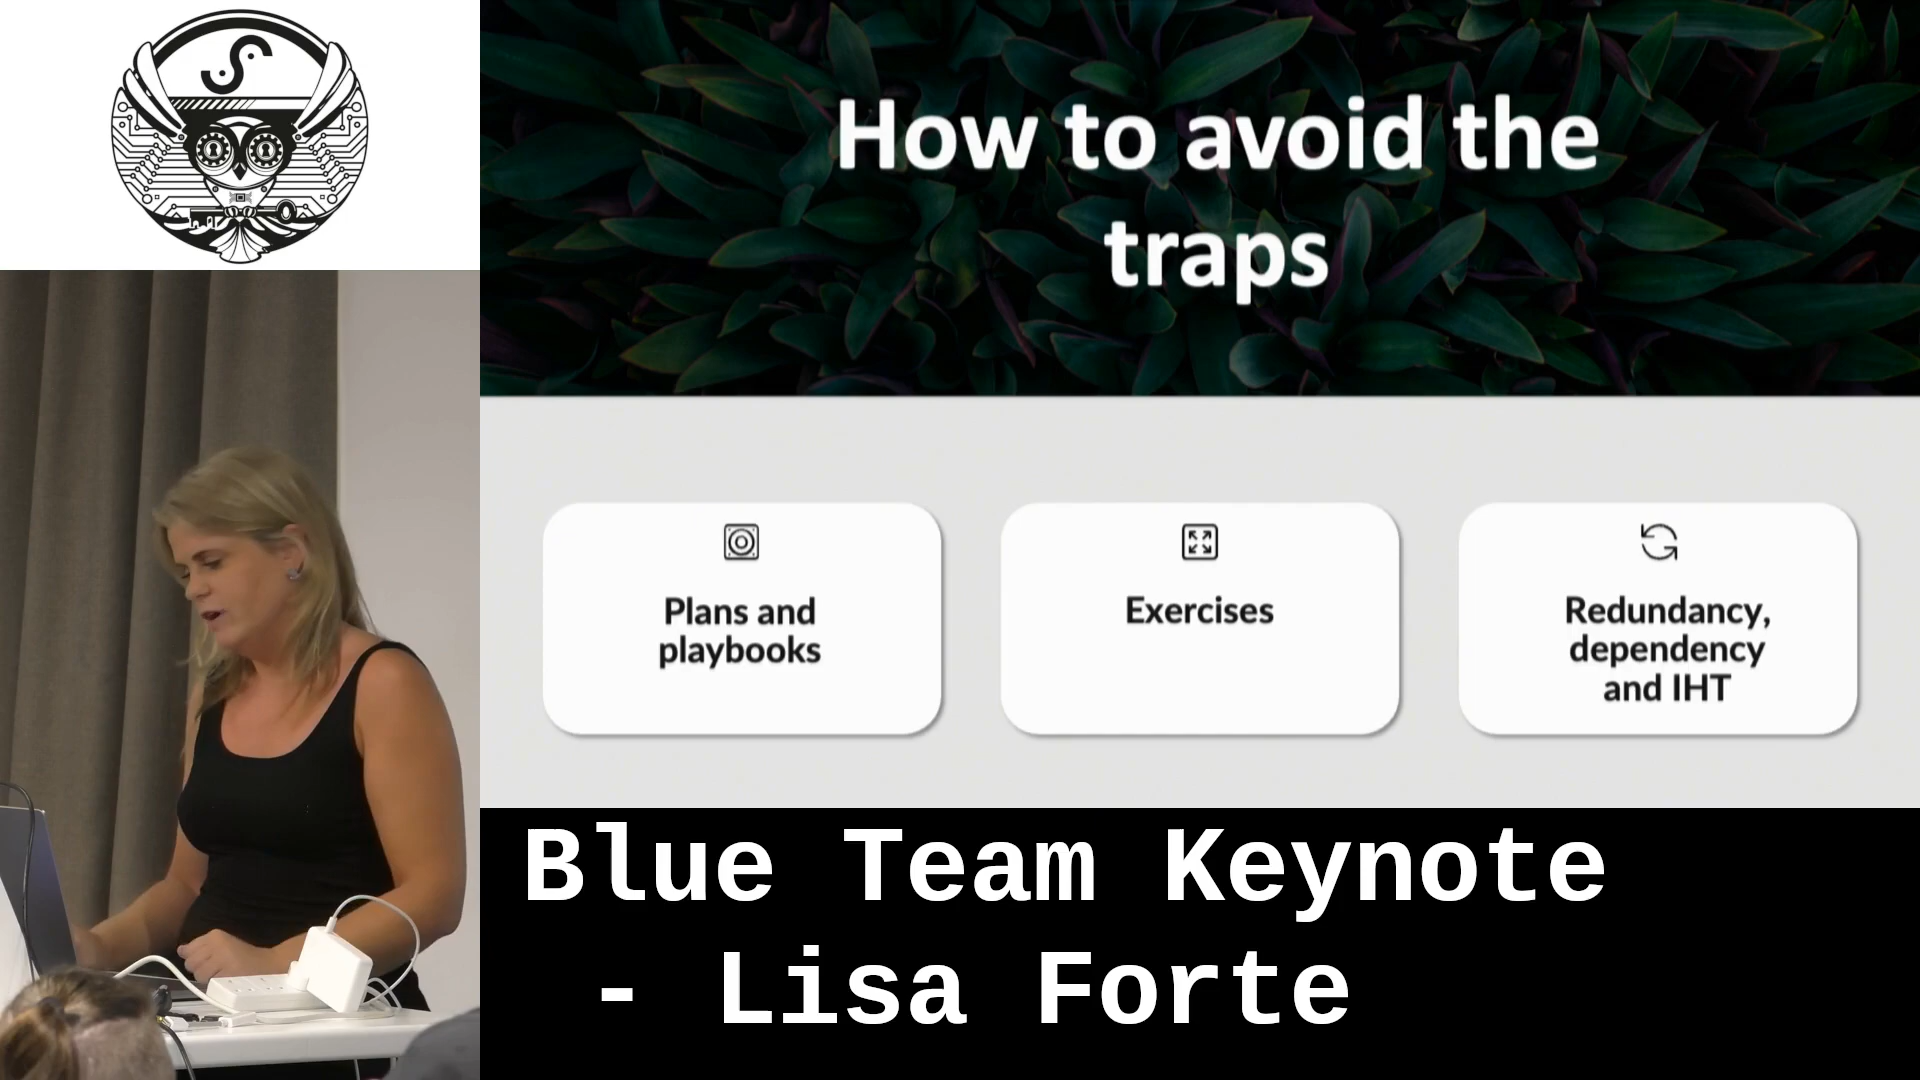 How to avoid the
traps
Plans and
playbooks
Exercises
Redundancy,
dependency
and IHT
Blue Team Keynote
- Lisa Forte